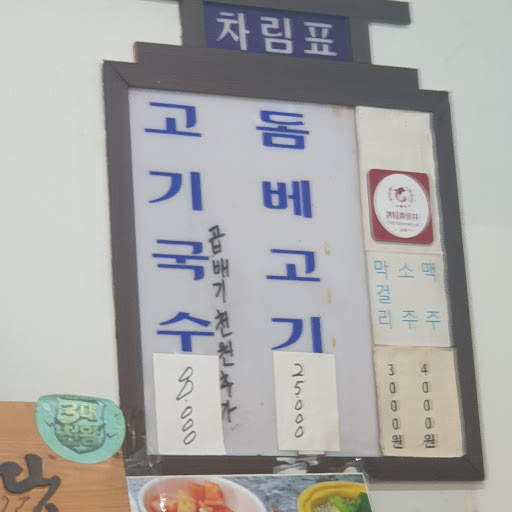 차림표
고기국수
곱배기천원추가
8.000
돔베고기
25000
막걸리
소주
맥주
3000원
4000원
3대
천왕